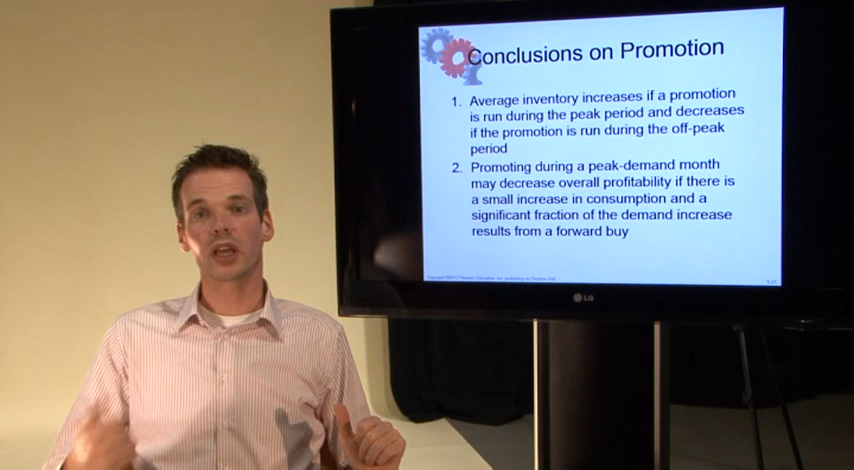 Conclusions on Promotion
1. Average inventory increases if a promotion
is run during the peak period and decreases
if the promotion is run during the off-peak
period
2. Promoting during a peak-demand month
may decrease overall profitability if there is
a small increase in consumption and a
significant fraction of the demand increase
results from a forward buy
LG